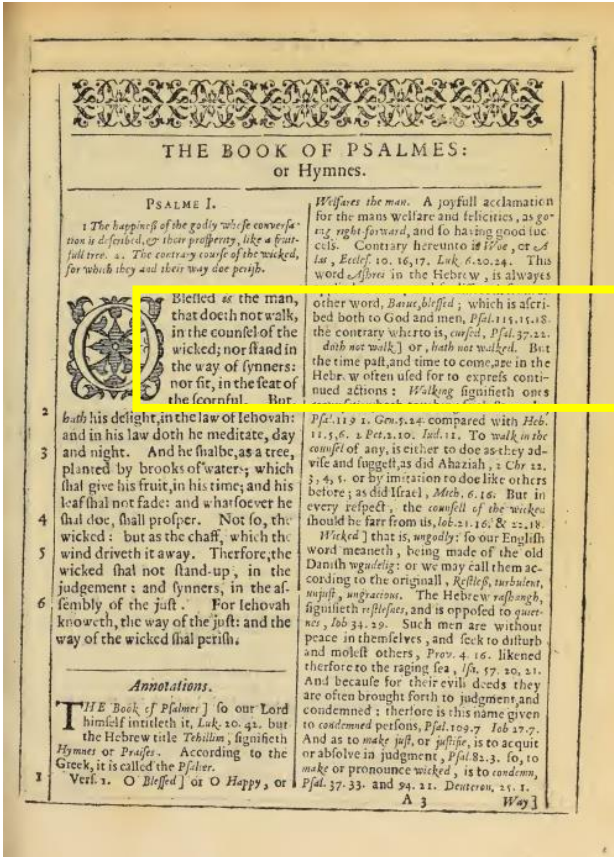 THE BOOK OF PSALMES:
or Hymnes.
PSALME I.
1 The happineſs of the godly whoſe converſa-
tion is deſcribed, & their proſperity, like a fruit-
full tree. 2. The contrary courſe of the wicked,
for which they and their way doe periſh.
O Bleſſed is the man,
that doeth not walk,
in the counſel of the
wicked; nor ſtand in
the way of ſynners:
nor ſit, in the ſeat of
the ſcornful. But,
2 hath his delight, in the law of Iehovah:
and in his law doth he meditate, day
3 and night. And he ſhalbe, as a tree,
planted by brooks of waters; which
ſhal give his fruit, in his time; and his
leaf ſhal not fade: and whatſoever he
4 ſhal doe, ſhall proſper. Not ſo, the
wicked: but as the chaff, which the
5 wind driveth it away. Therfore, the
wicked ſhal not ſtand-up, in the
judgement: and ſynners, in the aſ-
6 ſembly of the juſt. For Iehovah
knoweth, the way of the juſt: and the
way of the wicked ſhal periſh.
Annotations.
THE Book of Pſalmes] ſo our Lord
himſelf intitleth it, Luk. 20. 42. but
the Hebrew title Tehillim, ſignifieth
Hymnes or Praiſes. According to the
Greek, it is called the Pſalter.
1 Verſ. 1. O Bleſſed] or O Happy, or
Welfares the man. A joyfull acclamation
for the mans welfare and felicities, as go-
ing right-forward, and ſo having good ſuc-
ceſs. Contrary hereunto is Woe, or A
las, Eccleſ. 10. 16,17. Luk. 6.20.24. This
word Aſhrei in the Hebrew, is alwayes
other word, Baruc, bleſſed; which is aſcri-
bed both to God and men, Pſal. 115.15.18.
the contrary wherto is, curſed, Pſal. 37.22.
doth not walk] or, hath not walked. But
the time paſt, and time to come, are in the
Hebrew often uſed for to expreſs conti-
nued actions: Walking ſignifieth ones
Pſal. 119 1. Gen. 5.24. compared with Heb.
11.5,6. 2 Pet. 2.10. Iud. 11. To walk in the
counſel of any, is either to doe as they ad-
viſe and ſuggeſt, as did Ahaziah, 2 Chr 22.
3, 4, 5. or by imitation to doe like others
before; as did Iſrael, Mich. 6. 16. But in
every reſpect, the counſell of the wicked
ſhould be farr from us, Iob. 21. 16. & 22. 18.
Wicked] that is, ungodly: ſo our Engliſh
word meaneth, being made of the old
Daniſh vgudelig: or we may call them ac-
cording to the originall, Reſtleſs, turbulent,
unjuſt, ungracious. The Hebrew raſhangh,
ſignifieth reſtleſnes, and is oppoſed to quiet-
nes, Iob 34. 29. Such men are without
peace in themſelves, and ſeek to diſturb
and moleſt others, Prov. 4. 16. likened
therfore to the raging ſea, Iſa. 57. 20, 21.
And becauſe for their evill deeds they
are often brought forth to judgment, and
condemned; therfore is this name given
to condemned perſons, Pſal. 109.7 Iob 27.7.
And as to make juſt, or juſtifie, is to acquit
or abſolve in judgment, Pſal. 82.3. ſo, to
make or pronounce wicked, is to condemn,
Pſal. 37. 33. and 94. 21. Deuteron. 25. 1.
A 3 Way]